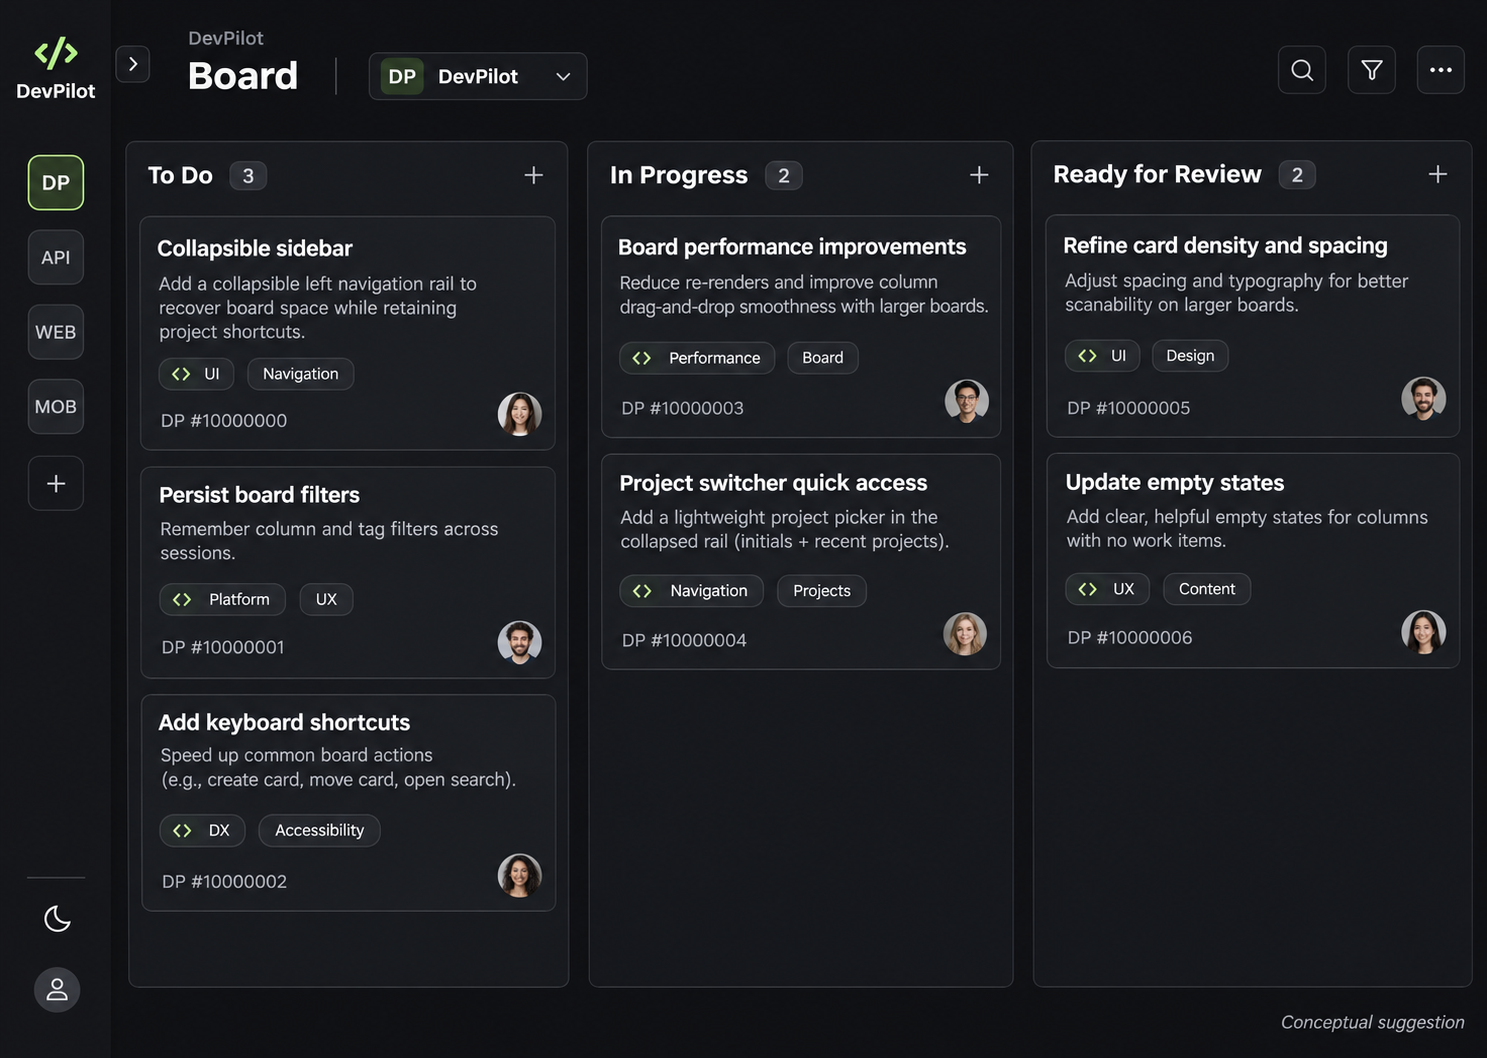 DevPilot
DP
API
WEB
MOB
DevPilot
Board
DP DevPilot
To Do 3
Collapsible sidebar
Add a collapsible left navigation rail to
recover board space while retaining
project shortcuts.
UI Navigation
DP #10000000
Persist board filters
Remember column and tag filters across
sessions.
Platform UX
DP #10000001
Add keyboard shortcuts
Speed up common board actions
(e.g., create card, move card, open search).
DX Accessibility
DP #10000002
In Progress 2
Board performance improvements
Reduce re-renders and improve column
drag-and-drop smoothness with larger boards.
Performance Board
DP #10000003
Project switcher quick access
Add a lightweight project picker in the
collapsed rail (initials + recent projects).
Navigation Projects
DP #10000004
Ready for Review 2
Refine card density and spacing
Adjust spacing and typography for better
scanability on larger boards.
UI Design
DP #10000005
Update empty states
Add clear, helpful empty states for columns
with no work items.
UX Content
DP #10000006
Conceptual suggestion